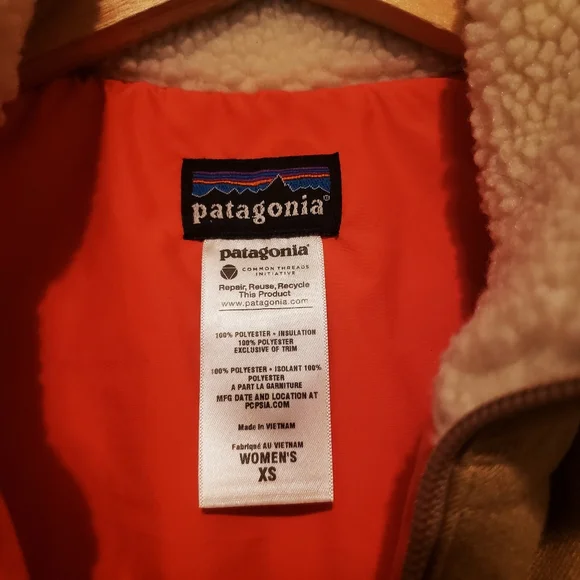 patagonia®
patagonia®
COMMON THREADS
INITIATIVE
Repair, Reuse, Recycle
This Product
www.patagonia.com
100% POLYESTER • INSULATION
100% POLYESTER
EXCLUSIVE OF TRIM
100% POLYESTER • ISOLANT 100%
POLYESTER
A PART LA GARNITURE
MFG DATE AND LOCATION AT
PCPSIA.COM
Made in VIETNAM
Fabriqué AU VIETNAM
WOMEN'S
XS